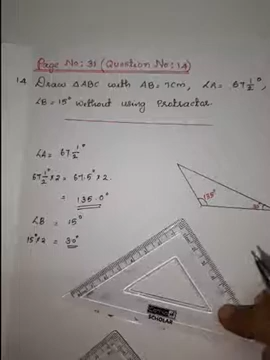 Page No: 31 (Question No: 14)
14. Draw △ABC with AB = 7cm, ∠A = 67½°,
∠B = 15° without using Protractor.
∠A = 67½°
67½° × 2 = 67.5° × 2
= 135.0°
∠B = 15°
15° × 2 = 30°
135°
30°
SCHOLAR